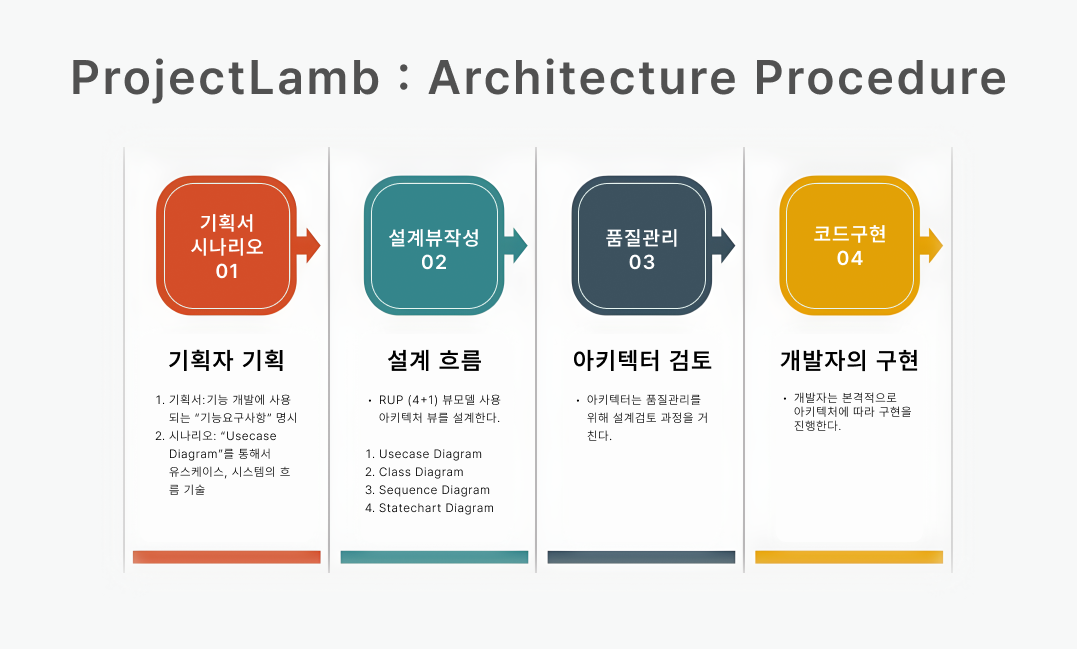 ProjectLamb : Architecture Procedure
기획서
시나리오
01
설계뷰작성
02
품질관리
03
코드구현
04
기획자 기획
1. 기획서:기능 개발에 사용
되는 “기능요구사항” 명시
2. 시나리오: “Usecase
Diagram”를 통해서
유스케이스, 시스템의 흐
름 기술
설계 흐름
• RUP (4+1) 뷰모델 사용
아키텍처 뷰를 설계한다.
1. Usecase Diagram
2. Class Diagram
3. Sequence Diagram
4. Statechart Diagram
아키텍터 검토
• 아키텍터는 품질관리를
위해 설계검토 과정을 거
친다.
개발자의 구현
• 개발자는 본격적으로
아키텍처에 따라 구현을
진행한다.